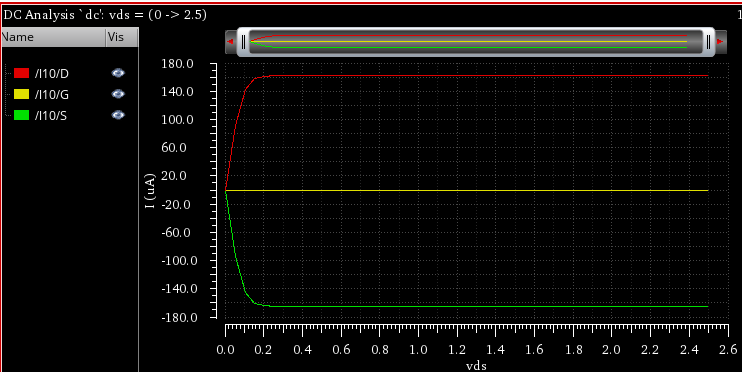 DC Analysis `dc': vds = (0 -> 2.5) 1
Name Vis
/I10/D
/I10/G
/I10/S
180.0
140.0
100.0
60.0
20.0
-20.0
-60.0
-100.0
-140.0
-180.0
I (uA)
0.0 0.2 0.4 0.6 0.8 1.0 1.2 1.4 1.6 1.8 2.0 2.2 2.4 2.6
vds